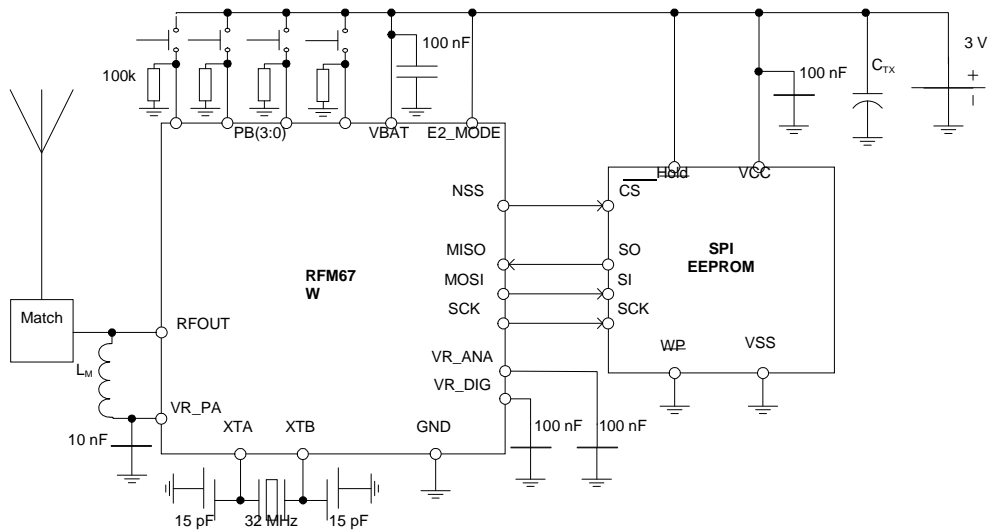 3 V
100 nF
C_TX
100 nF
100k
+
PB(3:0)
VBAT
E2_MODE
Hold
VCC
NSS
CS
MISO
SO
SPI
EEPROM
RFM67
W
MOSI
SI
SCK
SCK
Match
RFOUT
VR_ANA
WP
VSS
L_M
VR_DIG
VR_PA
XTA
XTB
GND
100 nF
100 nF
10 nF
15 pF
32 MHz
15 pF